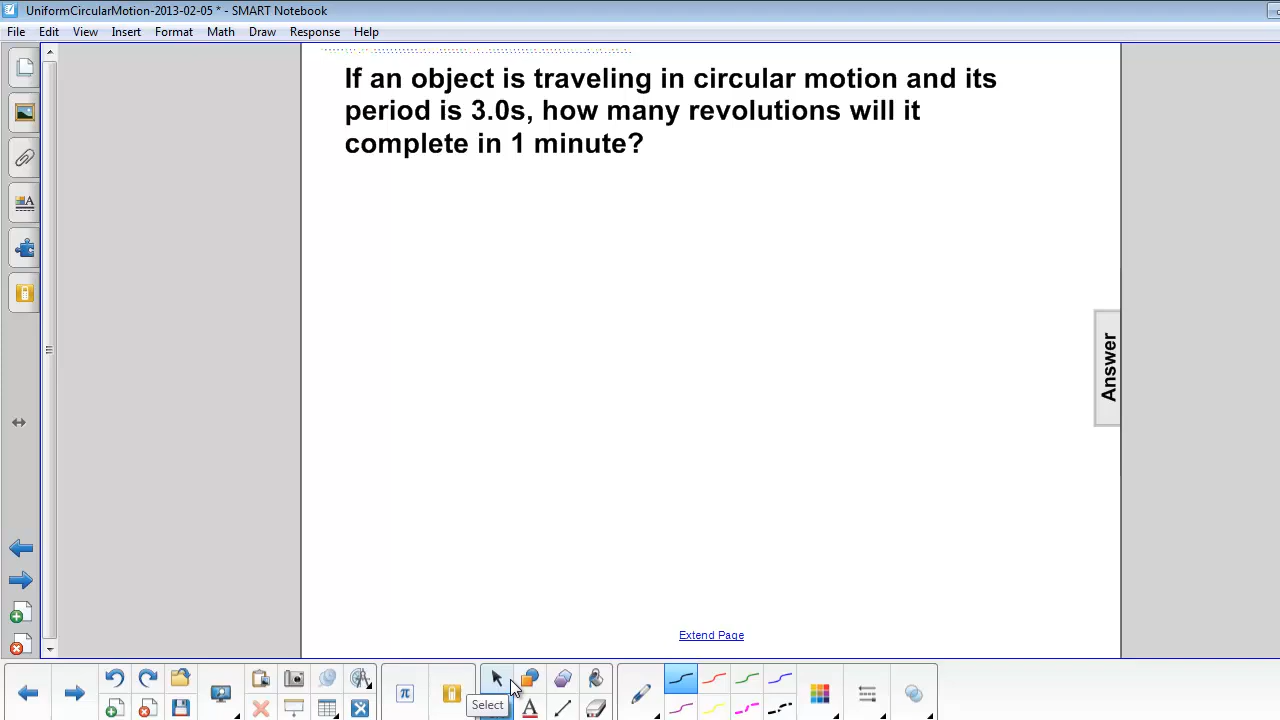 UniformCircularMotion-2013-02-05 * - SMART Notebook
File Edit View Insert Format Math Draw Response Help
If an object is traveling in circular motion and its
period is 3.0s, how many revolutions will it
complete in 1 minute?
Answer
Extend Page
π
A
Select